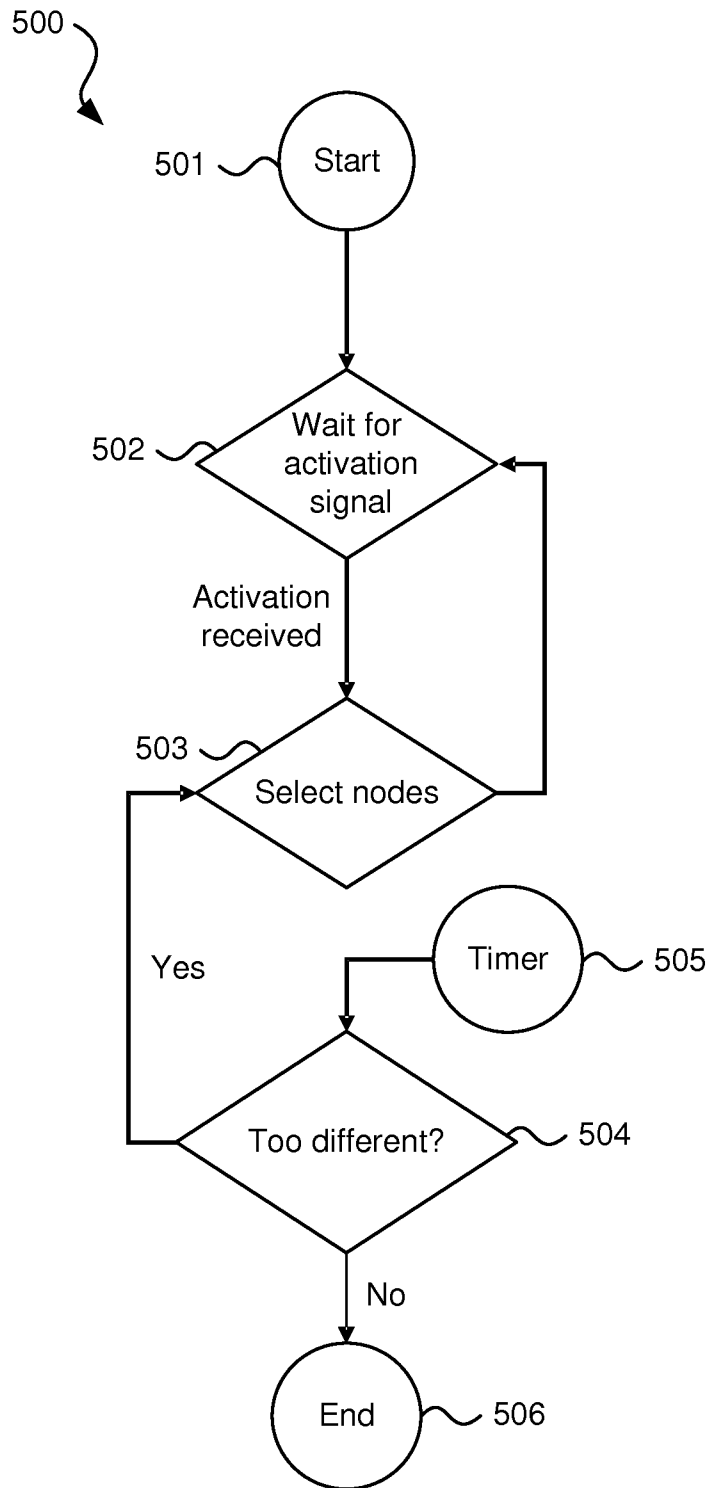 500
501
Start
502
Wait for
activation
signal
Activation
received
503
Select nodes
Yes
Timer
505
Too different?
504
No
End
506